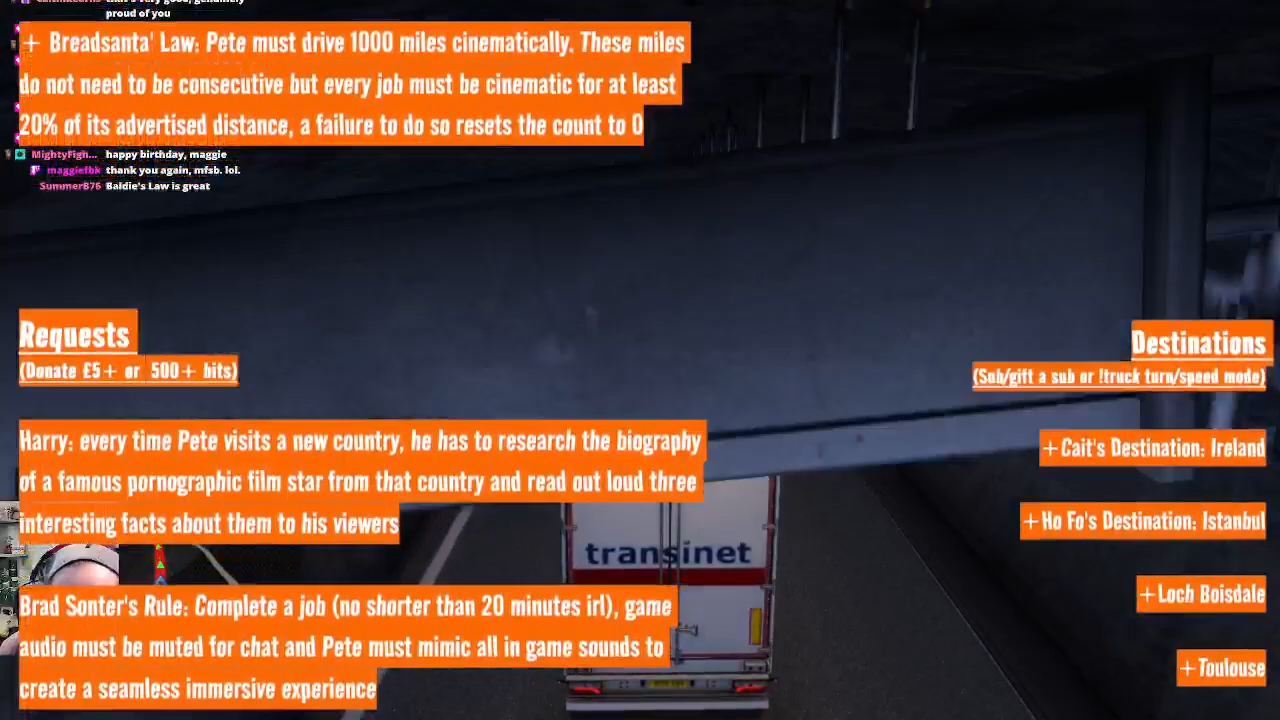 proud of you
+ Breadsanta' Law: Pete must drive 1000 miles cinematically. These miles
do not need to be consecutive but every job must be cinematic for at least
20% of its advertised distance, a failure to do so resets the count to 0
MightyFigh... happy birthday, maggie
maggiefbk thank you again, mfsb. lol.
SummerB76 Baldie's Law is great
Requests
(Donate £5+ or 500+ bits)
Destinations
(Sub/gift a sub or !truck turn/speed mode)
Harry: every time Pete visits a new country, he has to research the biography
of a famous pornographic film star from that country and read out loud three
interesting facts about them to his viewers
+Cait's Destination: Ireland
+Ho Fo's Destination: Istanbul
transinet
Brad Sonter's Rule: Complete a job (no shorter than 20 minutes irl), game
audio must be muted for chat and Pete must mimic all in game sounds to
create a seamless immersive experience
+Loch Boisdale
+Toulouse